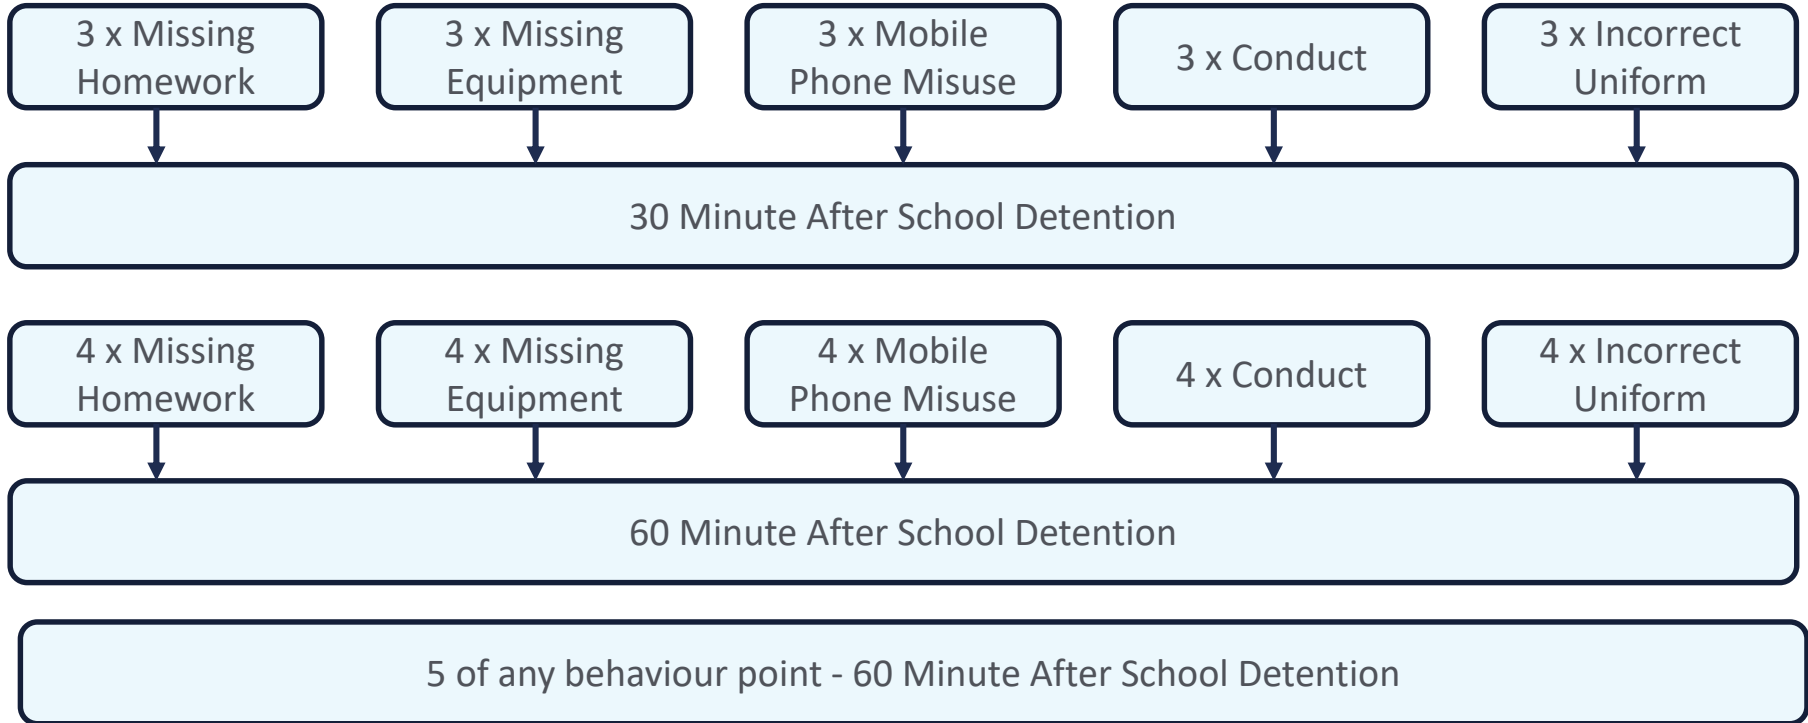 3 x Missing
Homework
3 x Missing
Equipment
3 x Mobile
Phone Misuse
3 x Conduct
3 x Incorrect
Uniform
30 Minute After School Detention
4 x Missing
Homework
4 x Missing
Equipment
4 x Mobile
Phone Misuse
4 x Conduct
4 x Incorrect
Uniform
60 Minute After School Detention
5 of any behaviour point - 60 Minute After School Detention